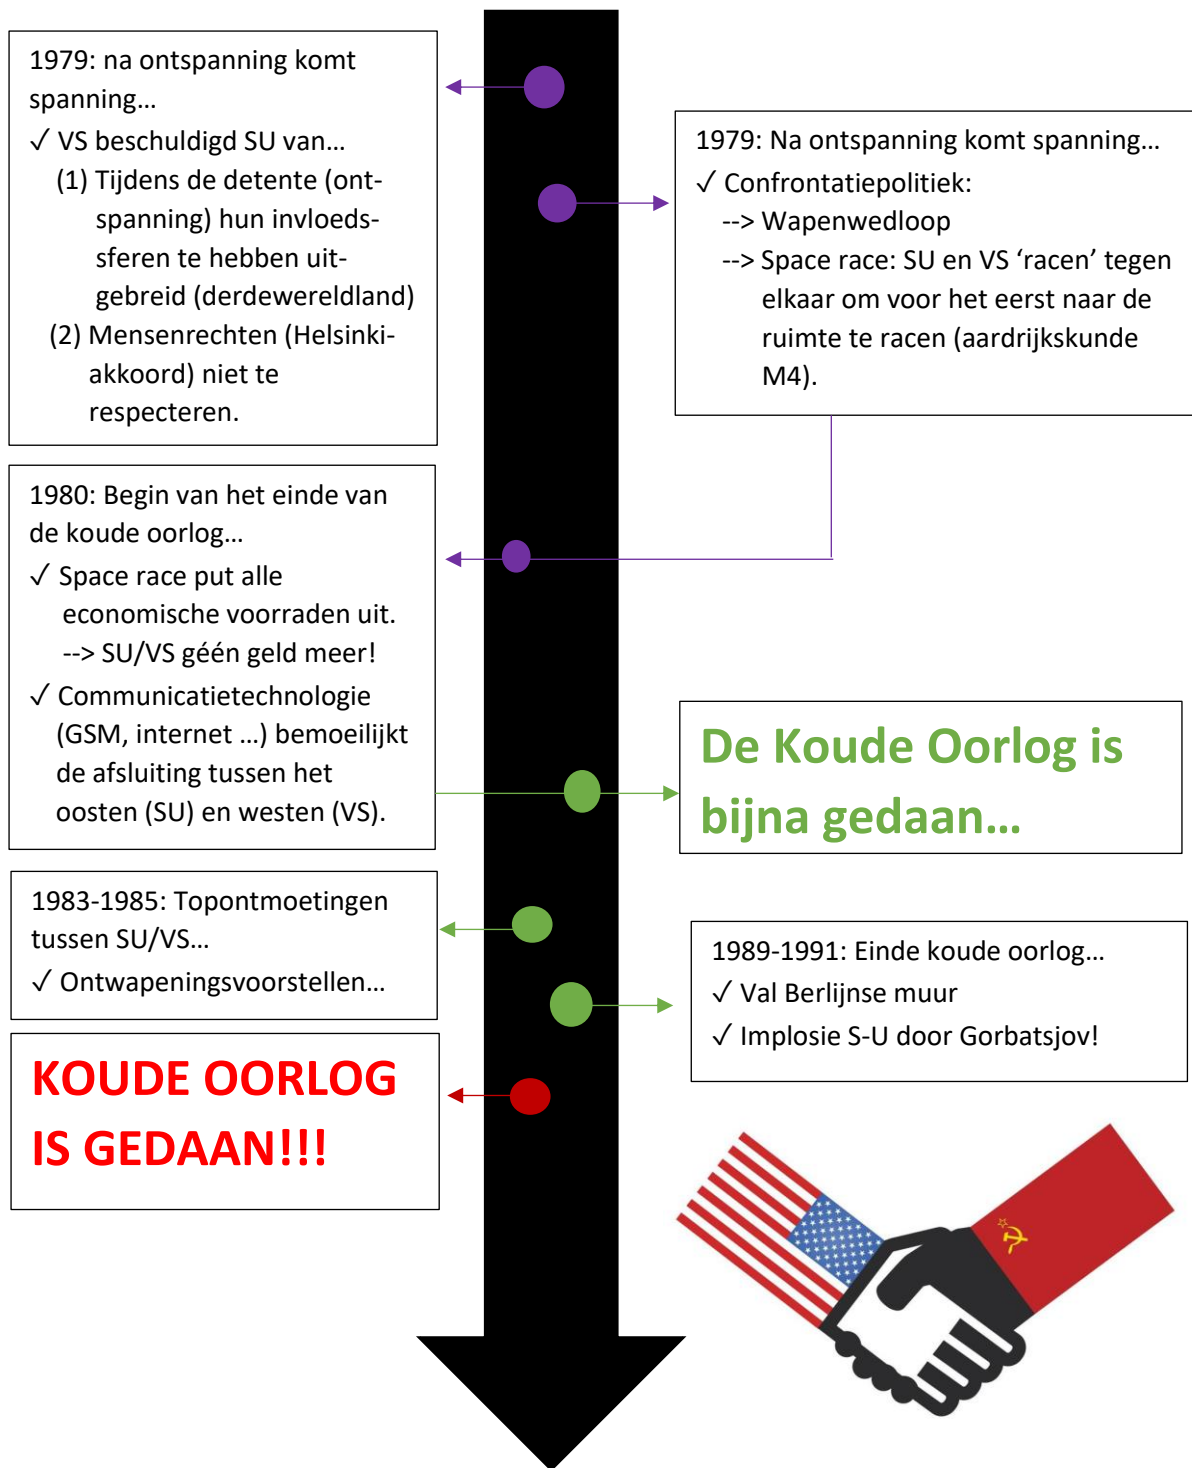 1979: na ontspanning komt
spanning…
✓ VS beschuldigd SU van…
(1) Tijdens de detente (ont-
spanning) hun invloeds-
sferen te hebben uit-
gebreid (derdewereldland)
(2) Mensenrechten (Helsinki-
akkoord) niet te
respecteren.
1979: Na ontspanning komt spanning…
✓ Confrontatiepolitiek:
--> Wapenwedloop
--> Space race: SU en VS ‘racen’ tegen
elkaar om voor het eerst naar de
ruimte te racen (aardrijkskunde
M4).
1980: Begin van het einde van
de koude oorlog…
✓ Space race put alle
economische voorraden uit.
--> SU/VS géén geld meer!
✓ Communicatietechnologie
(GSM, internet …) bemoeilijkt
de afsluiting tussen het
oosten (SU) en westen (VS).
De Koude Oorlog is
bijna gedaan…
1983-1985: Topontmoetingen
tussen SU/VS…
✓ Ontwapeningsvoorstellen…
1989-1991: Einde koude oorlog…
✓ Val Berlijnse muur
✓ Implosie S-U door Gorbatsjov!
KOUDE OORLOG
IS GEDAAN!!!